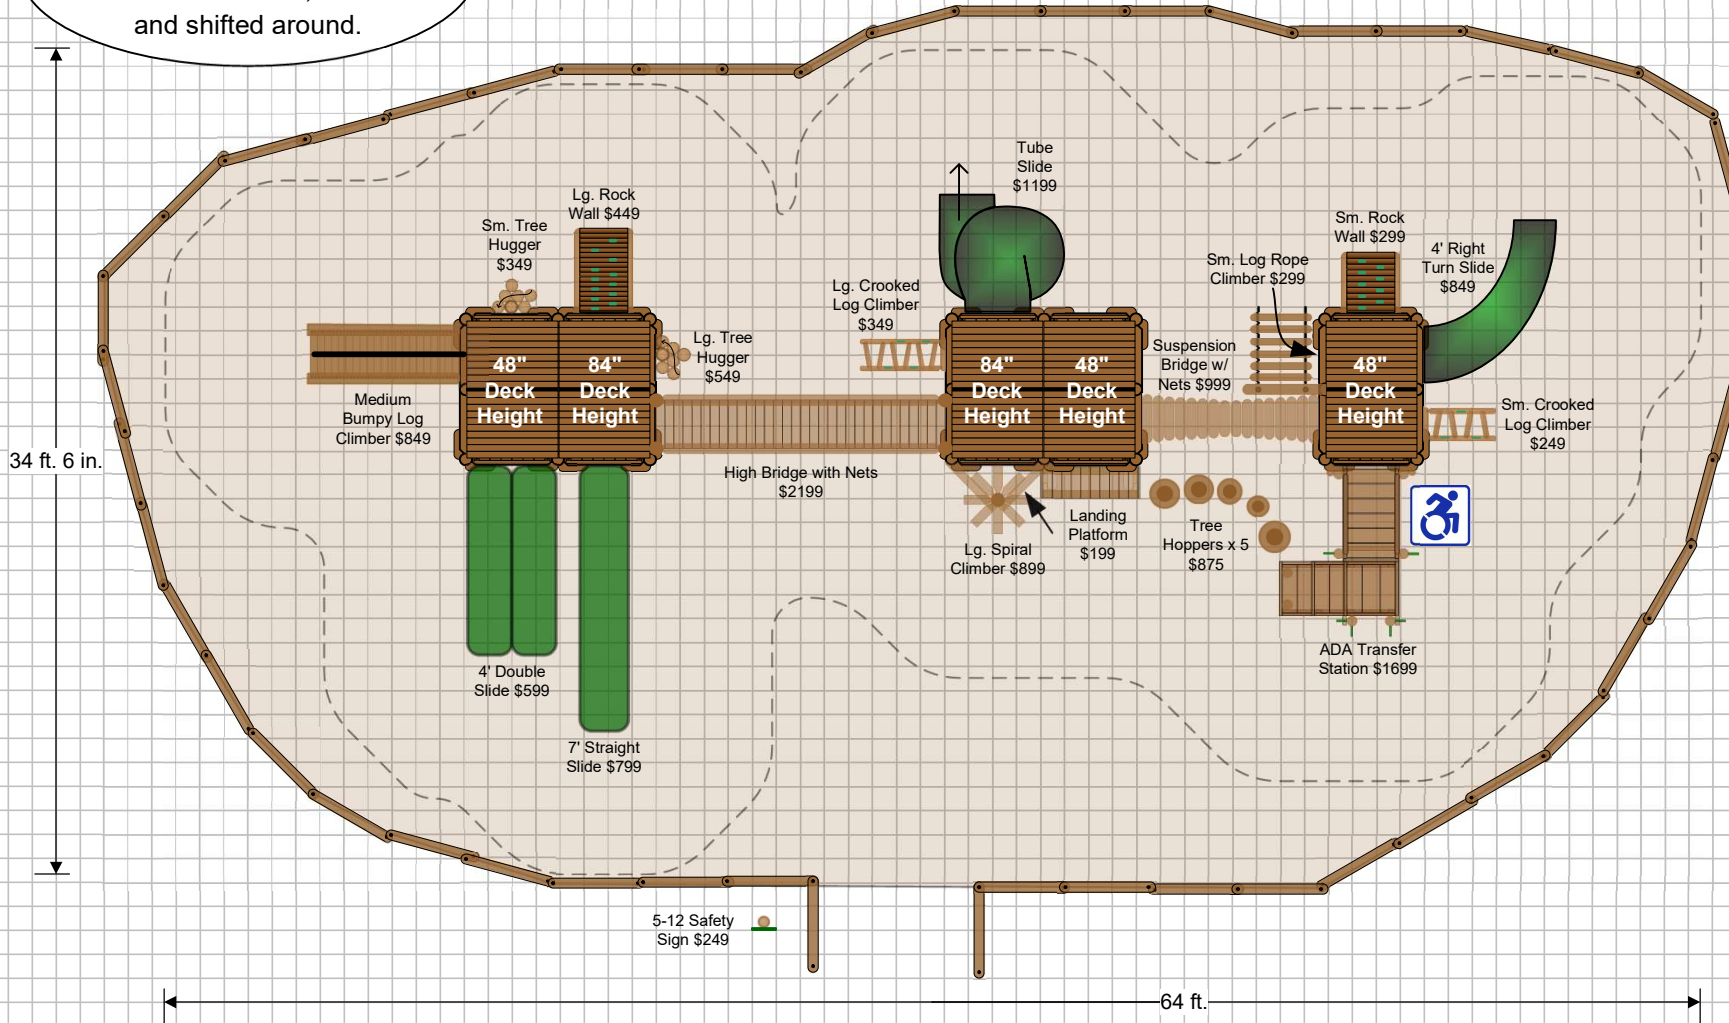 and shifted around.
Tube
Slide
$1199
Lg. Rock
Wall $449
Sm. Tree
Hugger
$349
Sm. Rock
Wall $299
4' Right
Turn Slide
$849
Sm. Log Rope
Climber $299
Lg. Crooked
Log Climber
$349
Lg. Tree
Hugger
$549
Suspension
Bridge w/
Nets $999
48"
Deck
Height
84"
Deck
Height
84"
Deck
Height
48"
Deck
Height
48"
Deck
Height
Medium
Bumpy Log
Climber $849
Sm. Crooked
Log Climber
$249
34 ft. 6 in.
High Bridge with Nets
$2199
Landing
Platform
$199
Tree
Hoppers x 5
$875
Lg. Spiral
Climber $899
ADA Transfer
Station $1699
4' Double
Slide $599
7' Straight
Slide $799
5-12 Safety
Sign $249
64 ft.